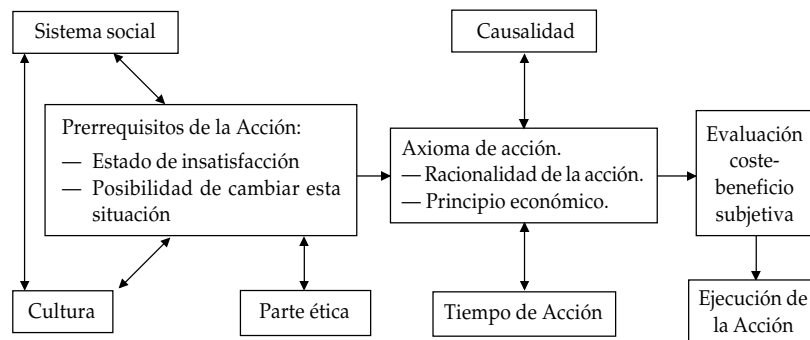 Sistema social
Causalidad
Prerrequisitos de la Acción:
— Estado de insatisfacción
— Posibilidad de cambiar esta
situación
Axioma de acción.
— Racionalidad de la acción.
— Principio económico.
Evaluación
coste-
beneficio
subjetiva
Cultura
Parte ética
Tiempo de Acción
Ejecución de
la Acción